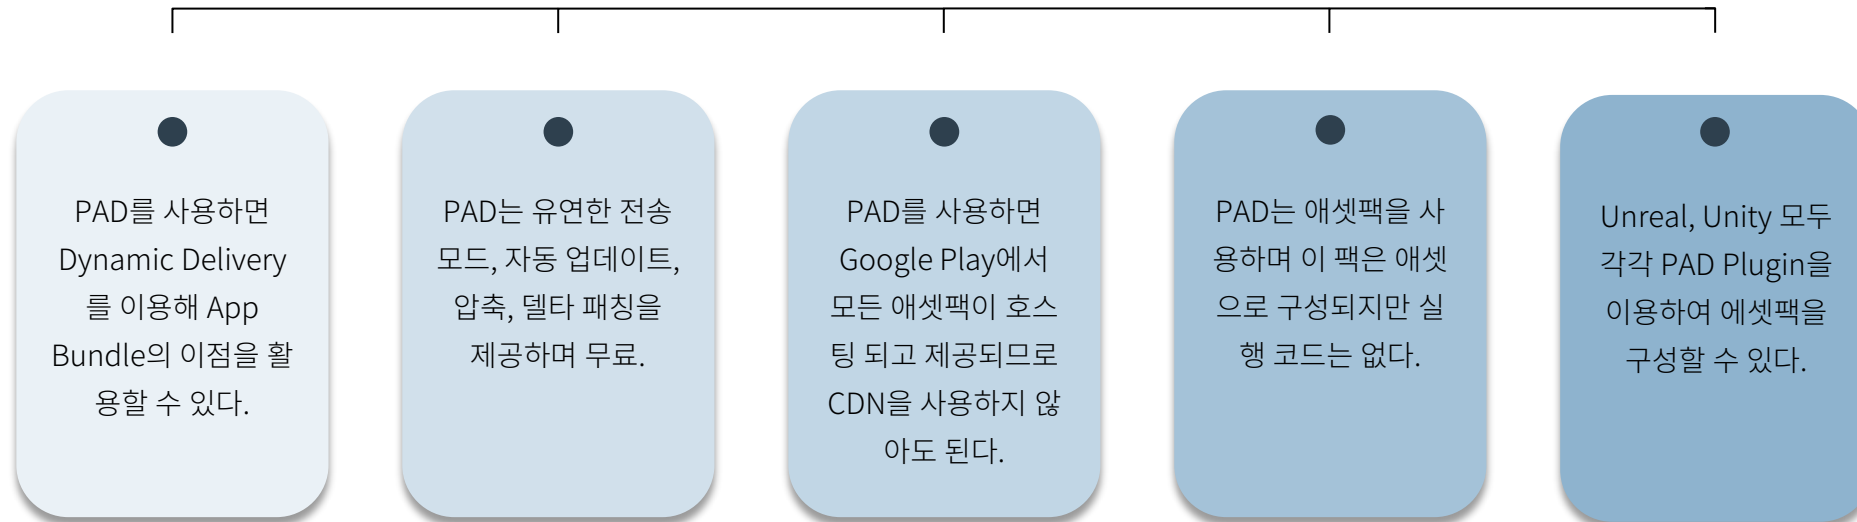 PAD를 사용하면
Dynamic Delivery
를 이용해 App
Bundle의 이점을 활
용할 수 있다.
PAD는 유연한 전송
모드, 자동 업데이트,
압축, 델타 패칭을
제공하며 무료.
PAD를 사용하면
Google Play에서
모든 애셋팩이 호스
팅 되고 제공되므로
CDN을 사용하지 않
아도 된다.
PAD는 애셋팩을 사
용하며 이 팩은 애셋
으로 구성되지만 실
행 코드는 없다.
Unreal, Unity 모두
각각 PAD Plugin을
이용하여 에셋팩을
구성할 수 있다.